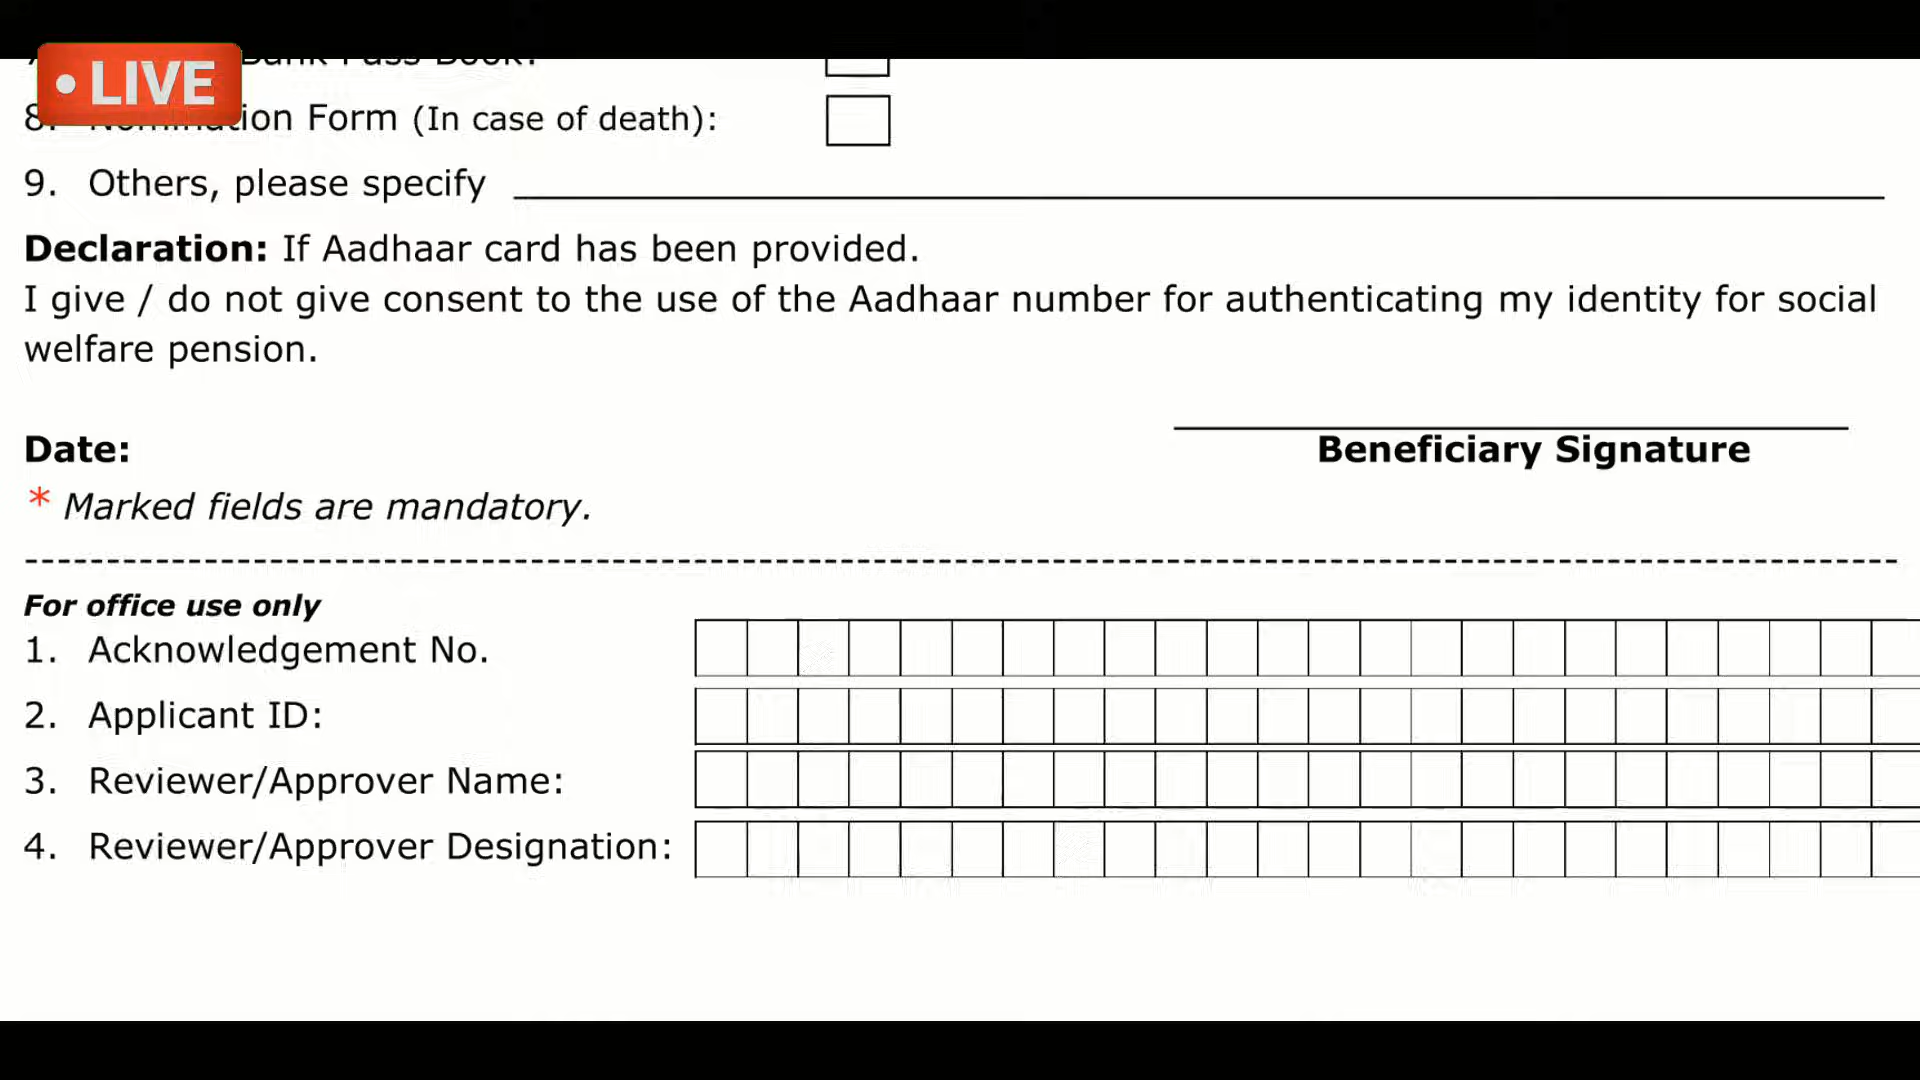 LIVE
Bank Pass Book:
8. Nomination Form (In case of death):
9. Others, please specify
Declaration: If Aadhaar card has been provided.
I give / do not give consent to the use of the Aadhaar number for authenticating my identity for social
welfare pension.
Date:
Beneficiary Signature
* Marked fields are mandatory.
For office use only
1. Acknowledgement No.
2. Applicant ID:
3. Reviewer/Approver Name:
4. Reviewer/Approver Designation: